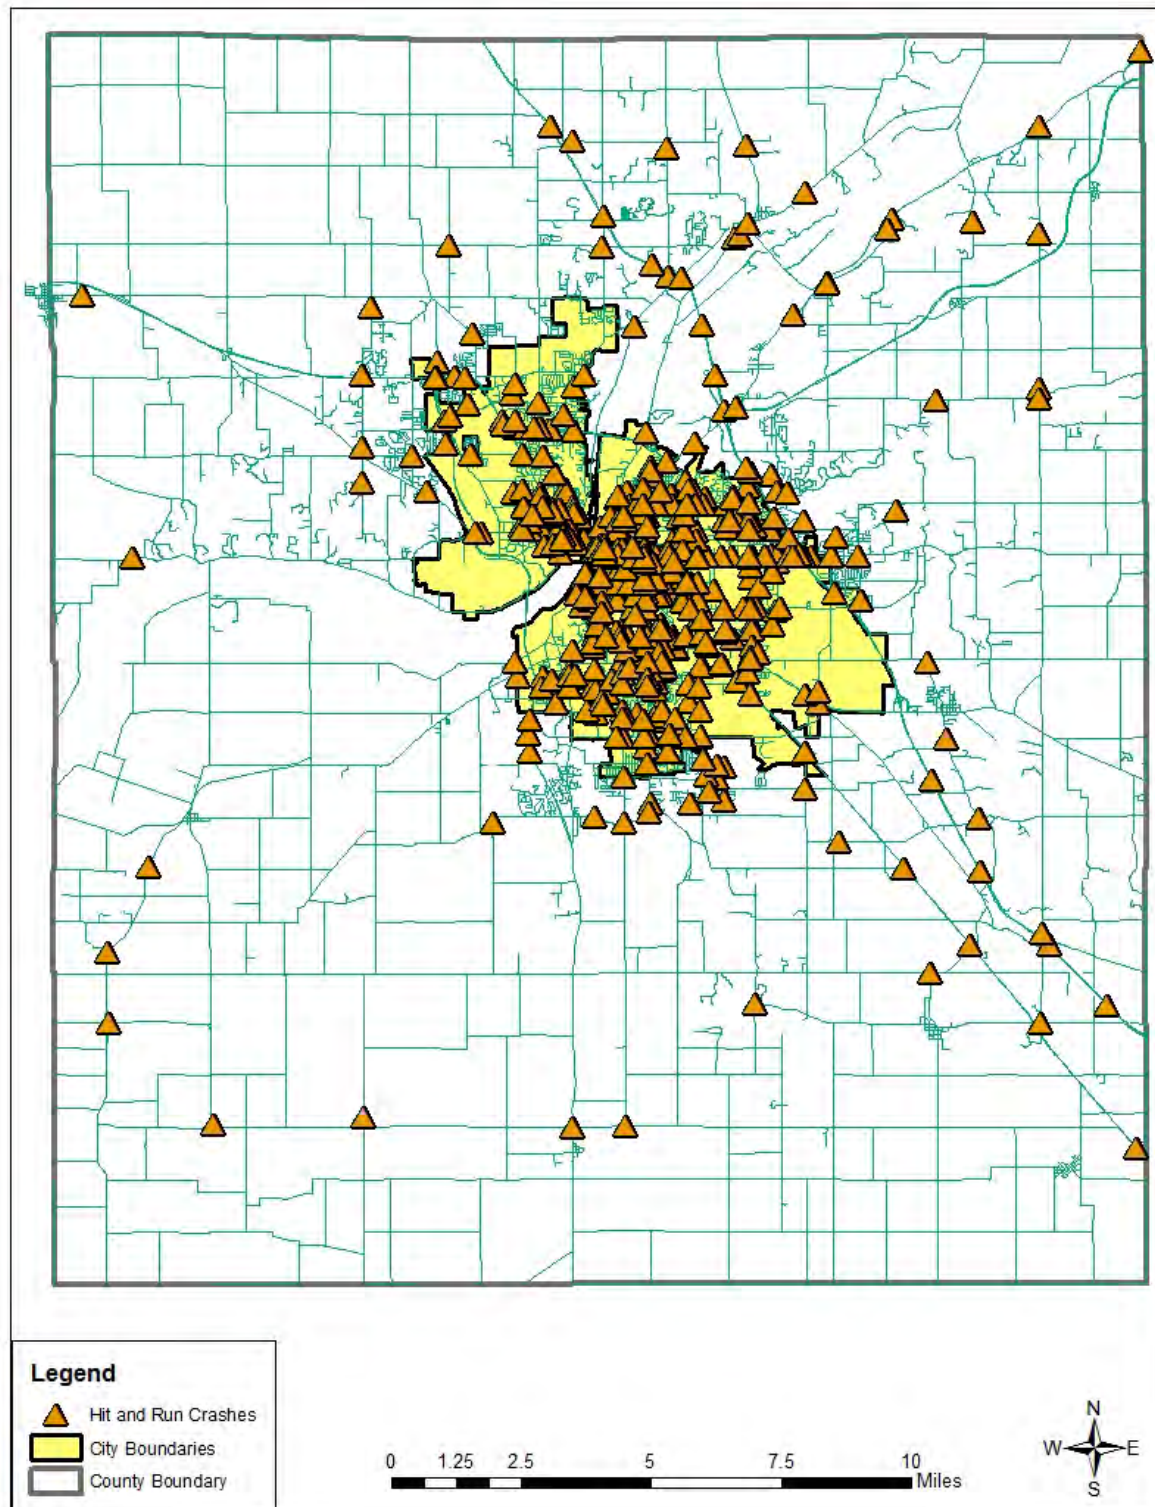 Legend
Hit and Run Crashes
City Boundaries
County Boundary
0 1.25 2.5 5 7.5 10
Miles
N
W E
S